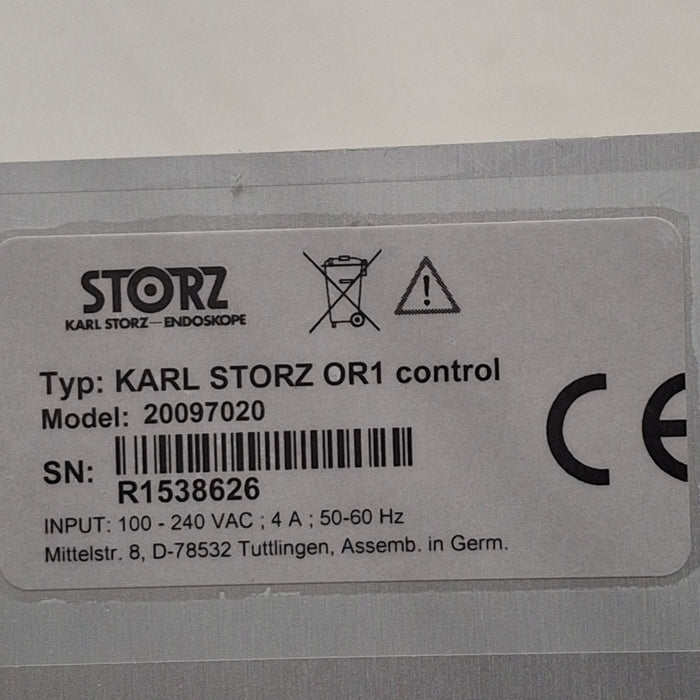 STORZ
KARL STORZ—ENDOSKOPE
Typ: KARL STORZ OR1 control
Model: 20097020
SN:
R1538626
INPUT: 100 - 240 VAC ; 4 A ; 50-60 Hz
Mittelstr. 8, D-78532 Tuttlingen, Assemb. in Germ.
CE